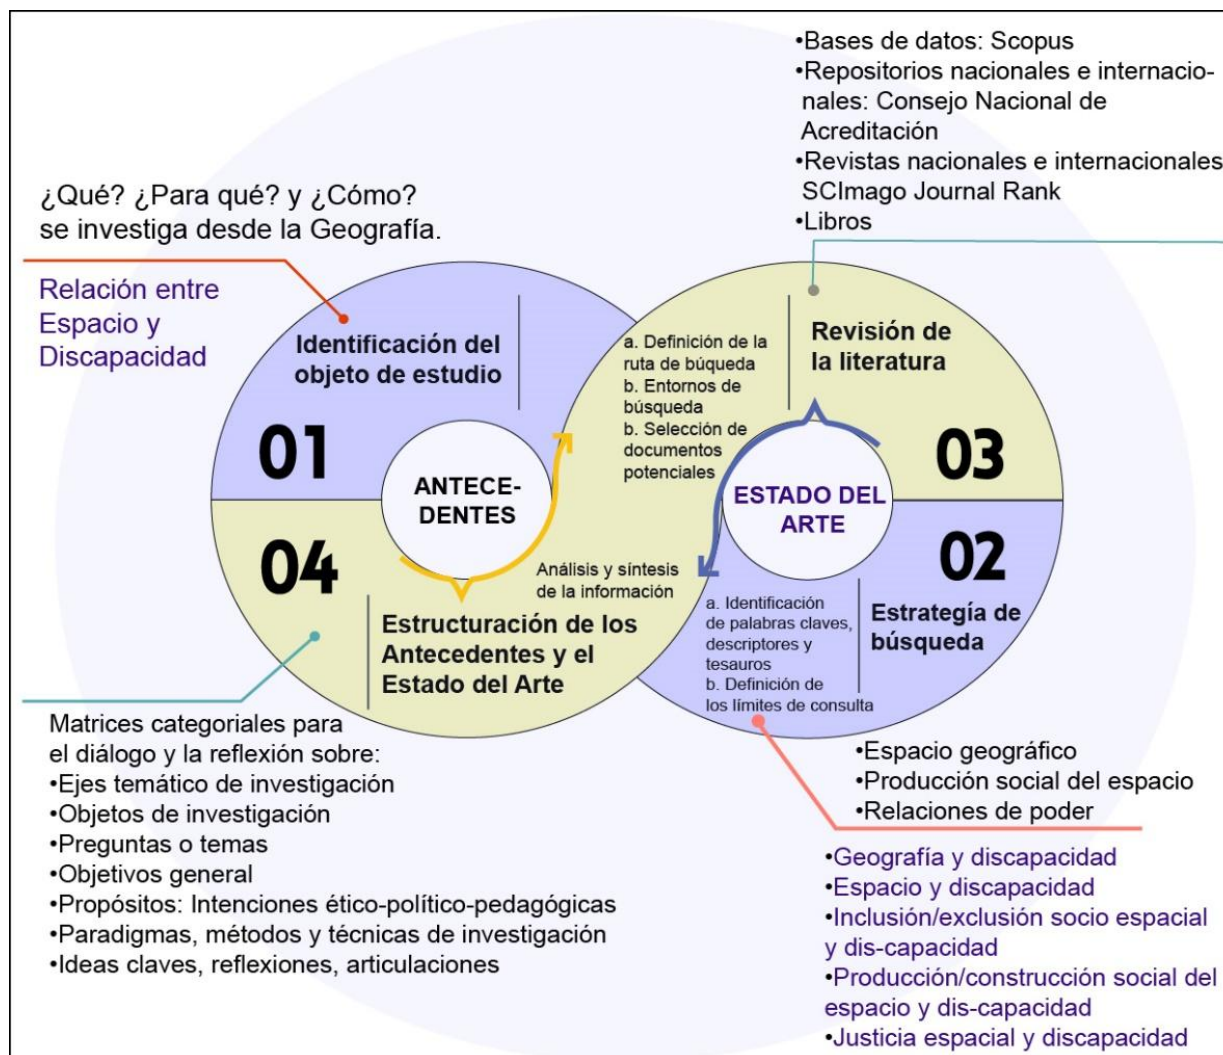 ¿Qué? ¿Para qué? y ¿Cómo?
se investiga desde la Geografía.
Relación entre
Espacio y
Discapacidad
Identificación del
objeto de estudio
01
ANTECE-
DENTES
•Bases de datos: Scopus
•Repositorios nacionales e internacio-
nales: Consejo Nacional de
Acreditación
•Revistas nacionales e internacionales
SCImago Journal Rank
•Libros
a. Definición de la
ruta de búqueda
b. Entornos de
búsqueda
b. Selección de
documentos
potenciales
Revisión de
la literatura
03
ESTADO DEL
ARTE
02
Estrategía de
búsqueda
a. Identificación
de palabras claves,
descriptores y
tesauros
b. Definición de
los límites de consulta
•Espacio geográfico
•Producción social del espacio
•Relaciones de poder
•Geografía y discapacidad
•Espacio y discapacidad
•Inclusión/exclusión socio espacial
y dis-capacidad
•Producción/construcción social del
espacio y dis-capacidad
•Justicia espacial y discapacidad
04
Análisis y síntesis
de la información
Estructuración de los
Antecedentes y el
Estado del Arte
Matrices categoriales para
el diálogo y la reflexión sobre:
•Ejes temático de investigación
•Objetos de investigación
•Preguntas o temas
•Objetivos general
•Propósitos: Intenciones ético-político-pedagógicas
•Paradigmas, métodos y técnicas de investigación
•Ideas claves, reflexiones, articulaciones